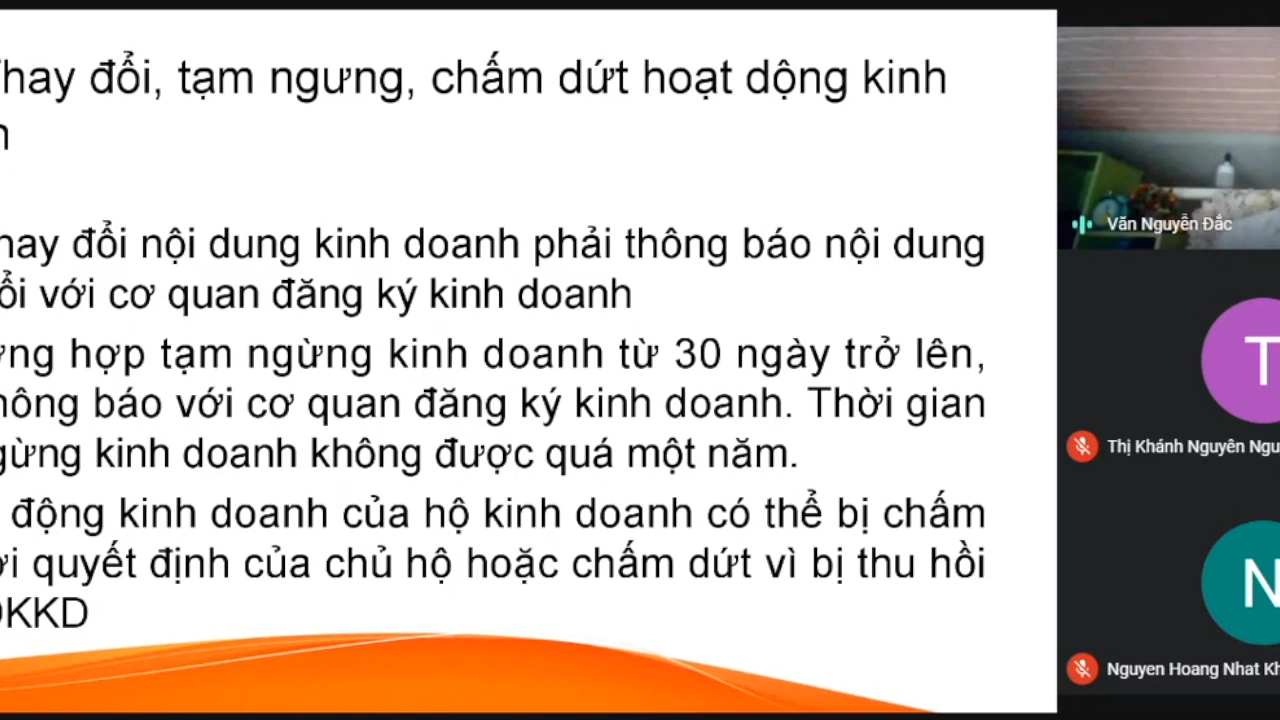 hay đổi, tạm ngưng, chấm dứt hoạt dộng kinh
hay đổi nội dung kinh doanh phải thông báo nội dung
ổi với cơ quan đăng ký kinh doanh
ờng hợp tạm ngừng kinh doanh từ 30 ngày trở lên,
hông báo với cơ quan đăng ký kinh doanh. Thời gian
gừng kinh doanh không được quá một năm.
động kinh doanh của hộ kinh doanh có thể bị chấm
ởi quyết định của chủ hộ hoặc chấm dứt vì bị thu hồi
KKD
Văn Nguyễn Đắc
T
Thị Khánh Nguyên Ngu
N
Nguyen Hoang Nhat Kh